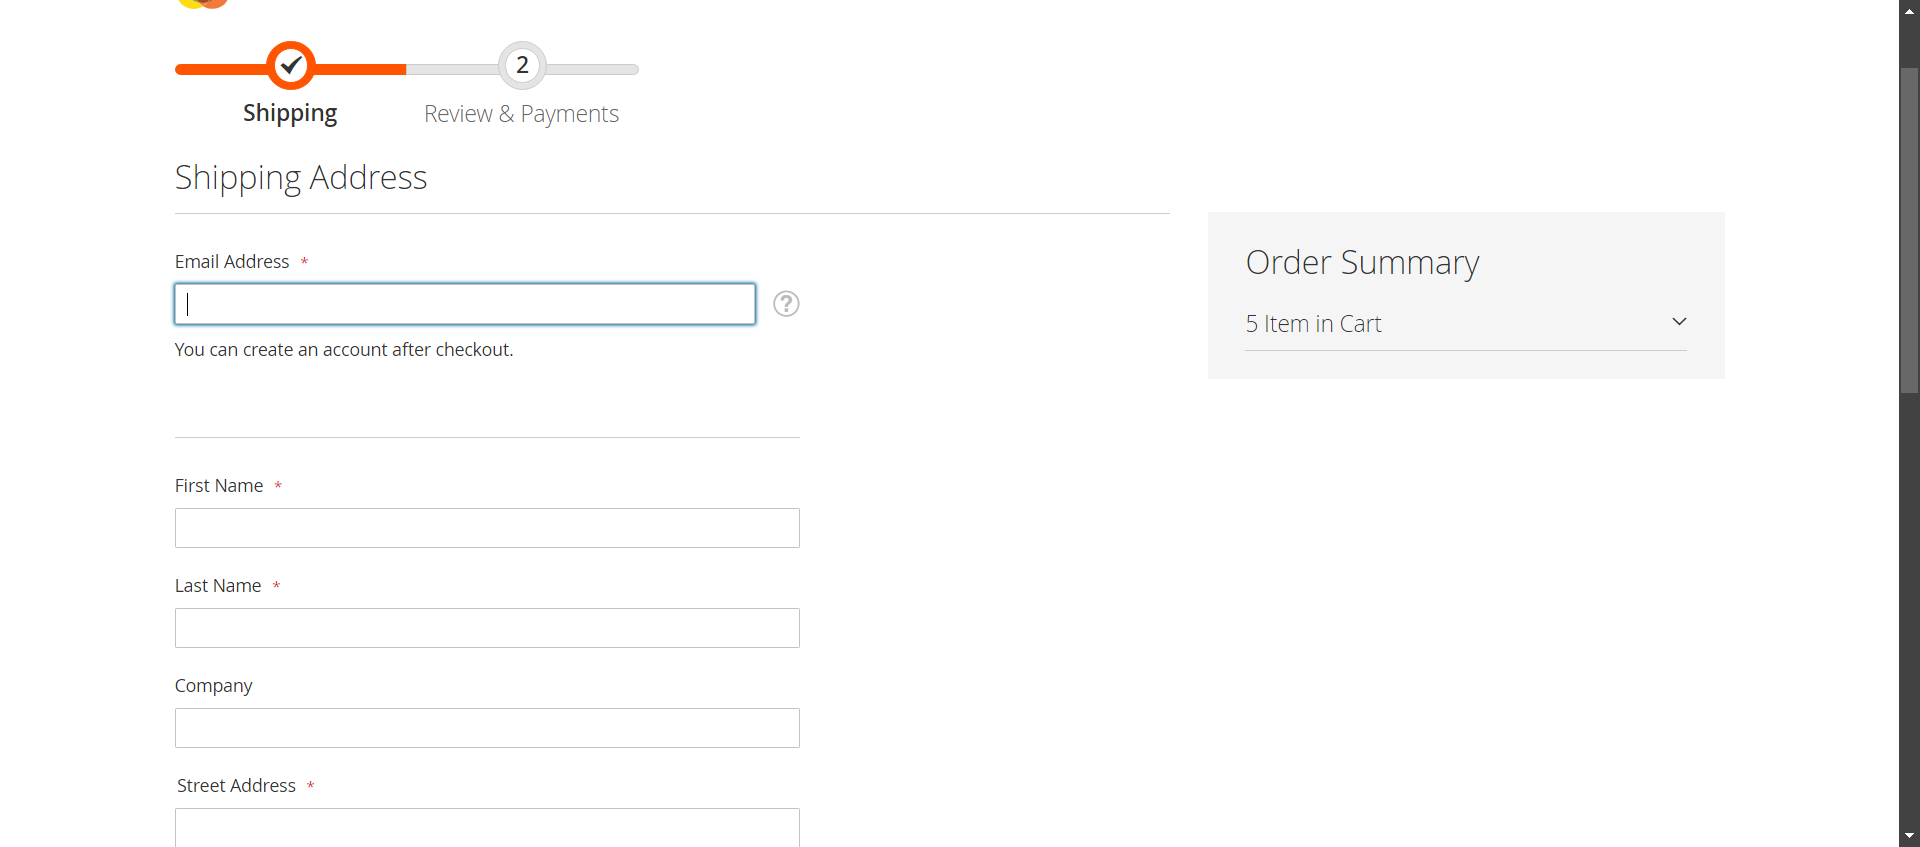 2
Shipping
Review & Payments
Shipping Address
Email Address *
?
You can create an account after checkout.
First Name *
Last Name *
Company
Street Address *
Order Summary
5 Item in Cart